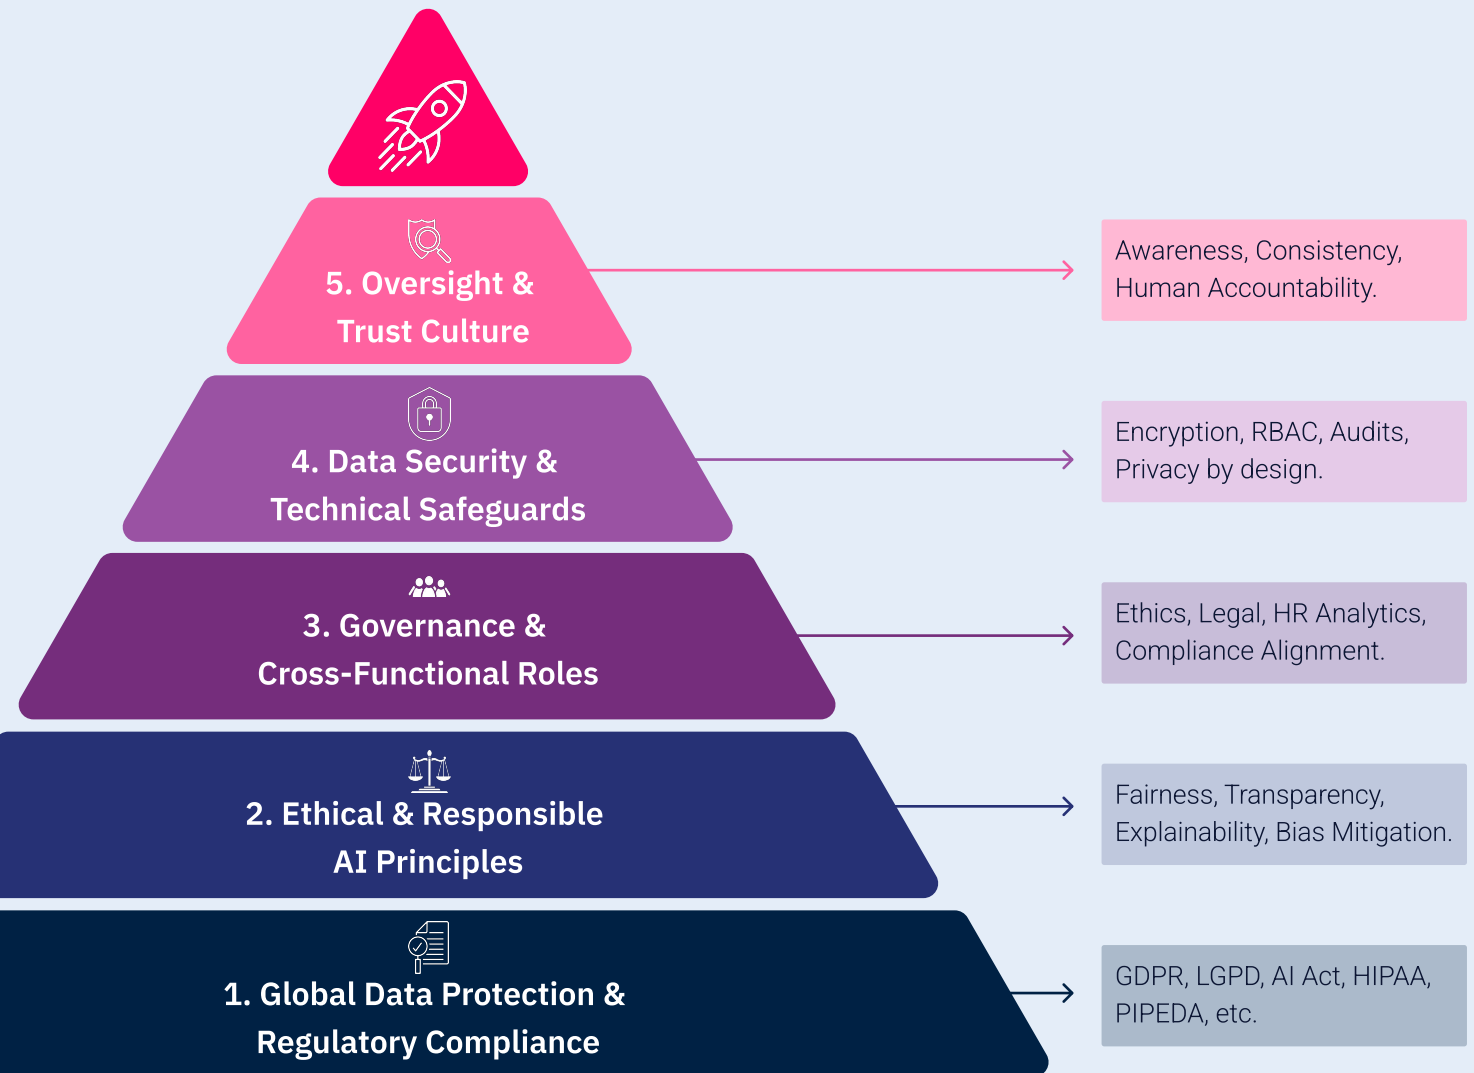 5. Oversight &
Trust Culture
Awareness, Consistency,
Human Accountability.
4. Data Security &
Technical Safeguards
Encryption, RBAC, Audits,
Privacy by design.
3. Governance &
Cross-Functional Roles
Ethics, Legal, HR Analytics,
Compliance Alignment.
2. Ethical & Responsible
AI Principles
Fairness, Transparency,
Explainability, Bias Mitigation.
1. Global Data Protection &
Regulatory Compliance
GDPR, LGPD, AI Act, HIPAA,
PIPEDA, etc.